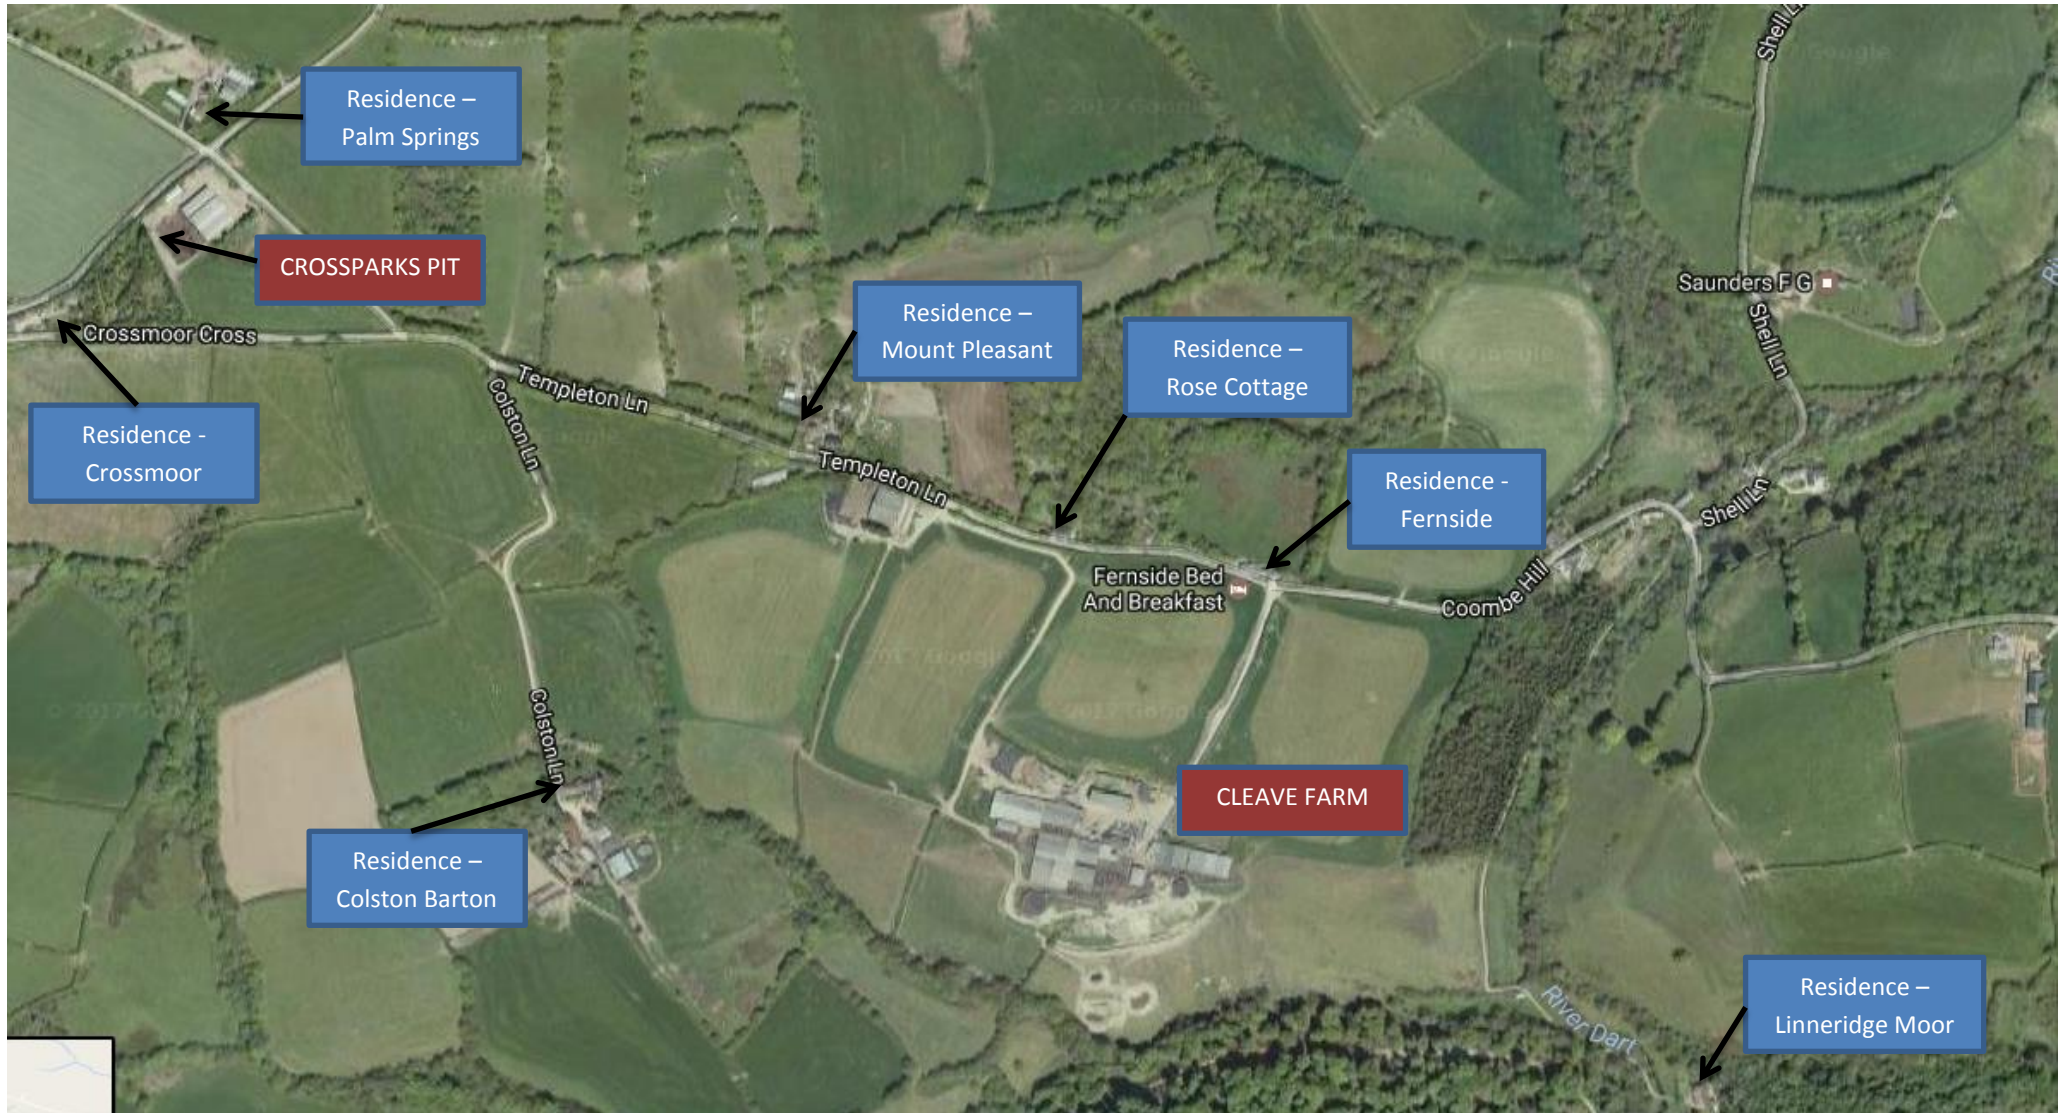 Shell Ln
Residence –
Palm Springs
CROSSPARKS PIT
Crossmoor Cross
Residence –
Mount Pleasant
Residence –
Rose Cottage
Saunders F G
Shell Ln
Residence -
Crossmoor
Templeton Ln
Colston Ln
Templeton Ln
Residence -
Fernside
Shell Ln
Fernside Bed
And Breakfast
Coombe Hill
Colston Ln
CLEAVE FARM
Residence –
Colston Barton
River Dart
Residence –
Linneridge Moor